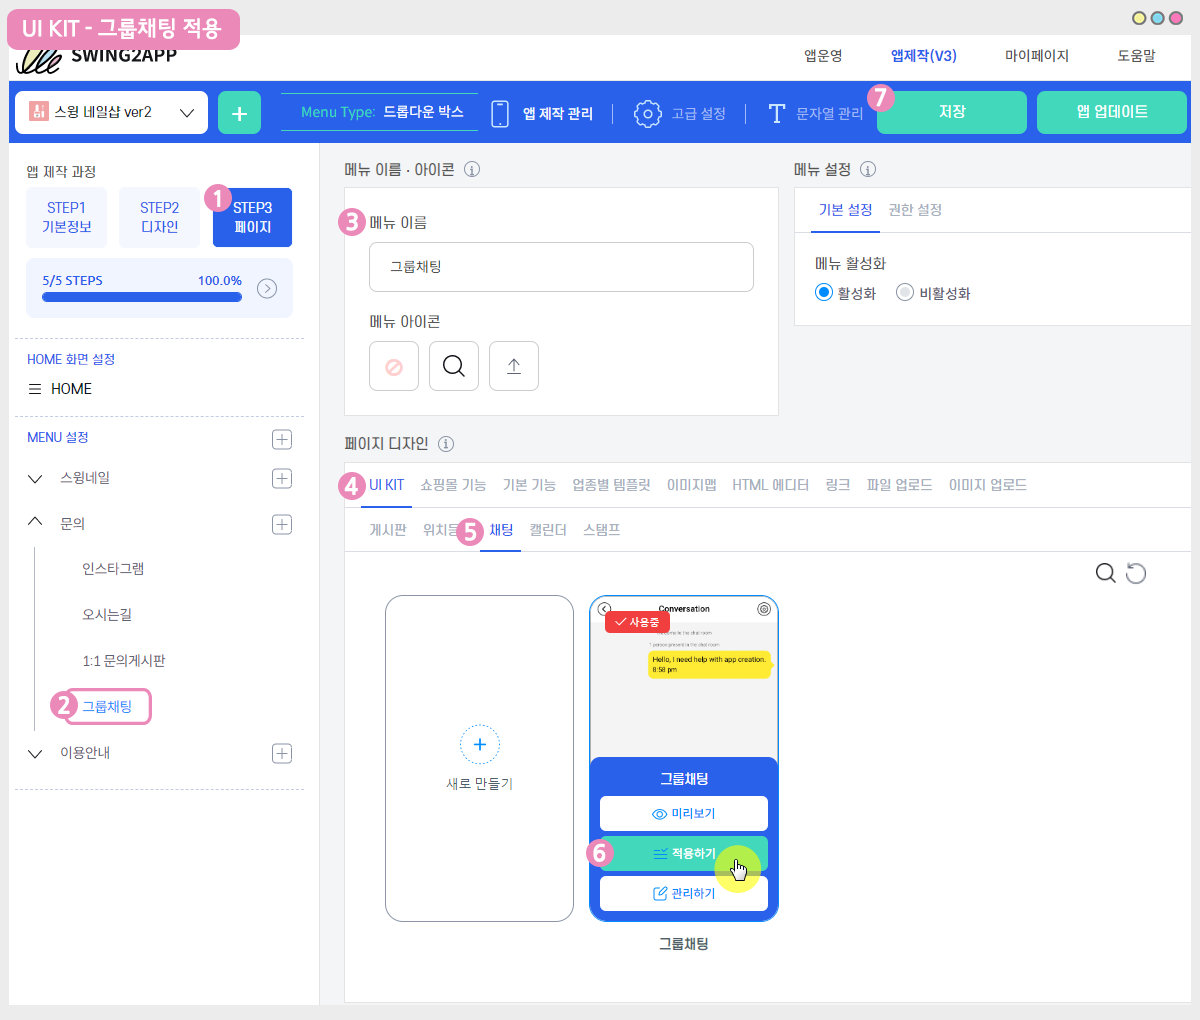 UI KIT - 그룹채팅 적용
SWING2APP
앱운영
앱제작(V3)
마이페이지
도움말
스윙 네일샵 ver2
+
Menu Type: 드롭다운 박스
앱 제작 관리
고급 설정
문자열 관리
7
저장
앱 업데이트
앱 제작 과정
STEP1
기본정보
STEP2
디자인
1
STEP3
페이지
5/5 STEPS
100.0%
HOME 화면 설정
HOME
MENU 설정
스윙네일
문의
인스타그램
오시는길
1:1 문의게시판
2
그룹채팅
이용안내
메뉴 이름 · 아이콘
3
메뉴 이름
그룹채팅
메뉴 아이콘
메뉴 설정
기본 설정
권한 설정
메뉴 활성화
활성화
비활성화
페이지 디자인
4
UI KIT
쇼핑몰 기능
기본 기능
업종별 템플릿
이미지맵
HTML 에디터
링크
파일 업로드
이미지 업로드
게시판
5
채팅
캘린더
스탬프
새로 만들기
Conversation
사용중
to the chat room
1 person present in the chat room
Hello, I need help with app creation.
8:58 pm
그룹채팅
미리보기
6
적용하기
관리하기
그룹채팅